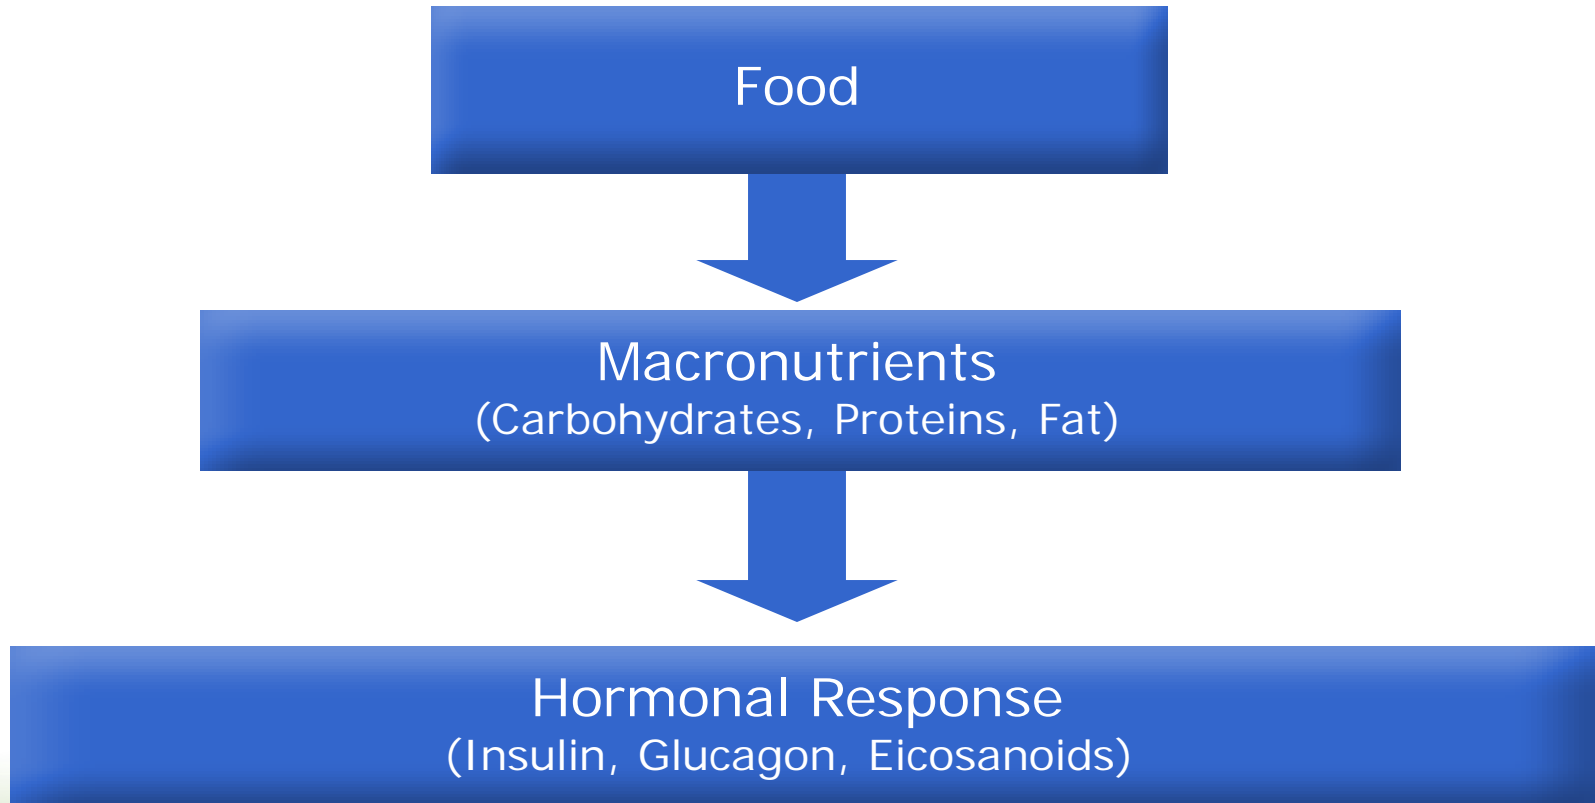 Food
Macronutrients
(Carbohydrates, Proteins, Fat)
Hormonal Response
(Insulin, Glucagon, Eicosanoids)